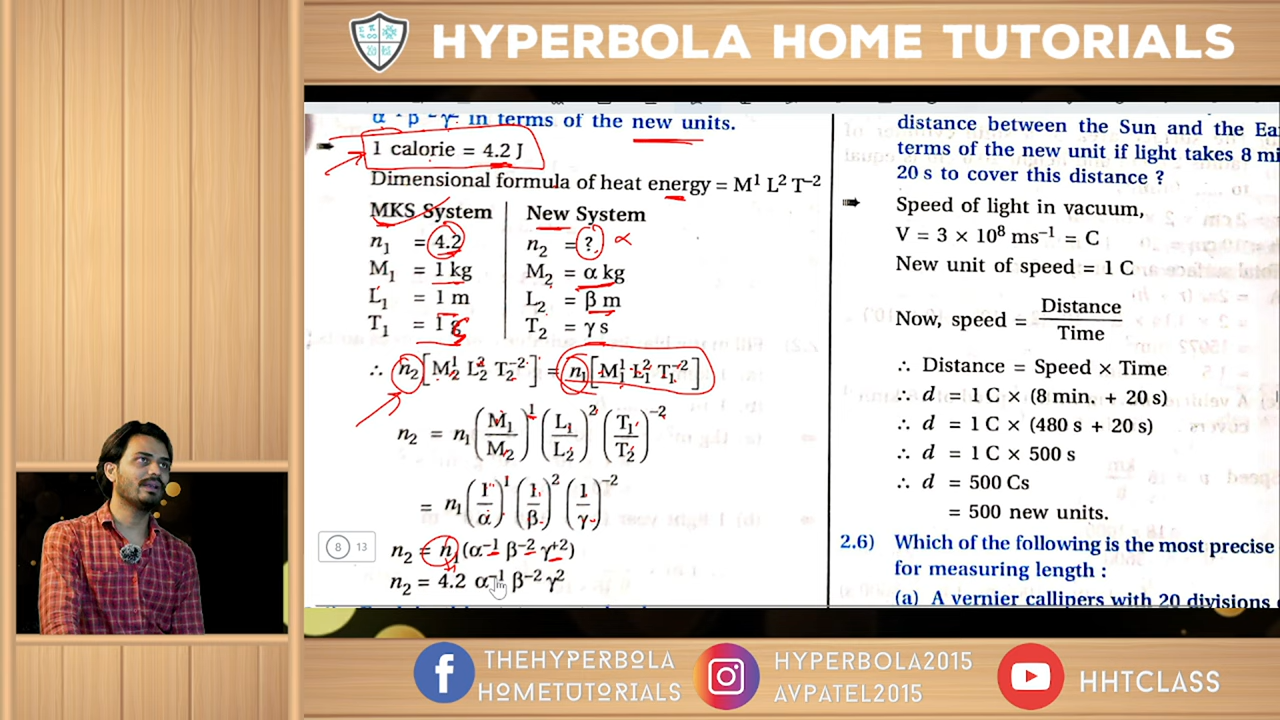 HYPERBOLA HOME TUTORIALS
α⁻¹ β⁻² γ² in terms of the new units.
1 calorie = 4.2 J
Dimensional formula of heat energy = M¹ L² T⁻²
MKS System | New System
n₁ = 4.2 | n₂ = ? α
M₁ = 1 kg | M₂ = α kg
L₁ = 1 m | L₂ = β m
T₁ = 1 s | T₂ = γ s
∴ n₂ [M₂¹ L₂² T₂⁻²] = n₁ [M₁¹ L₁² T₁⁻²]
n₂ = n₁ (M₁/M₂)¹ (L₁/L₂)² (T₁/T₂)⁻²
= n₁ (1/α)¹ (1/β)² (1/γ)⁻²
n₂ = n₁ (α⁻¹ β⁻² γ⁺²)
n₂ = 4.2 α⁻¹ β⁻² γ²
8 13
distance between the Sun and the
terms of the new unit if light takes 8
20 s to cover this distance ?
Speed of light in vacuum,
V = 3 × 10⁸ ms⁻¹ = C
New unit of speed = 1 C
Now, speed = Distance/Time
∴ Distance = Speed × Time
∴ d = 1 C × (8 min. + 20 s)
∴ d = 1 C × (480 s + 20 s)
∴ d = 1 C × 500 s
∴ d = 500 Cs
= 500 new units.
2.6) Which of the following is the most precise
for measuring length :
(a) A vernier callipers with 20 divisions
THEHYPERBOLA
HOMETUTORIALS
HYPERBOLA2015
AVPATEL2015
HHTCLASS